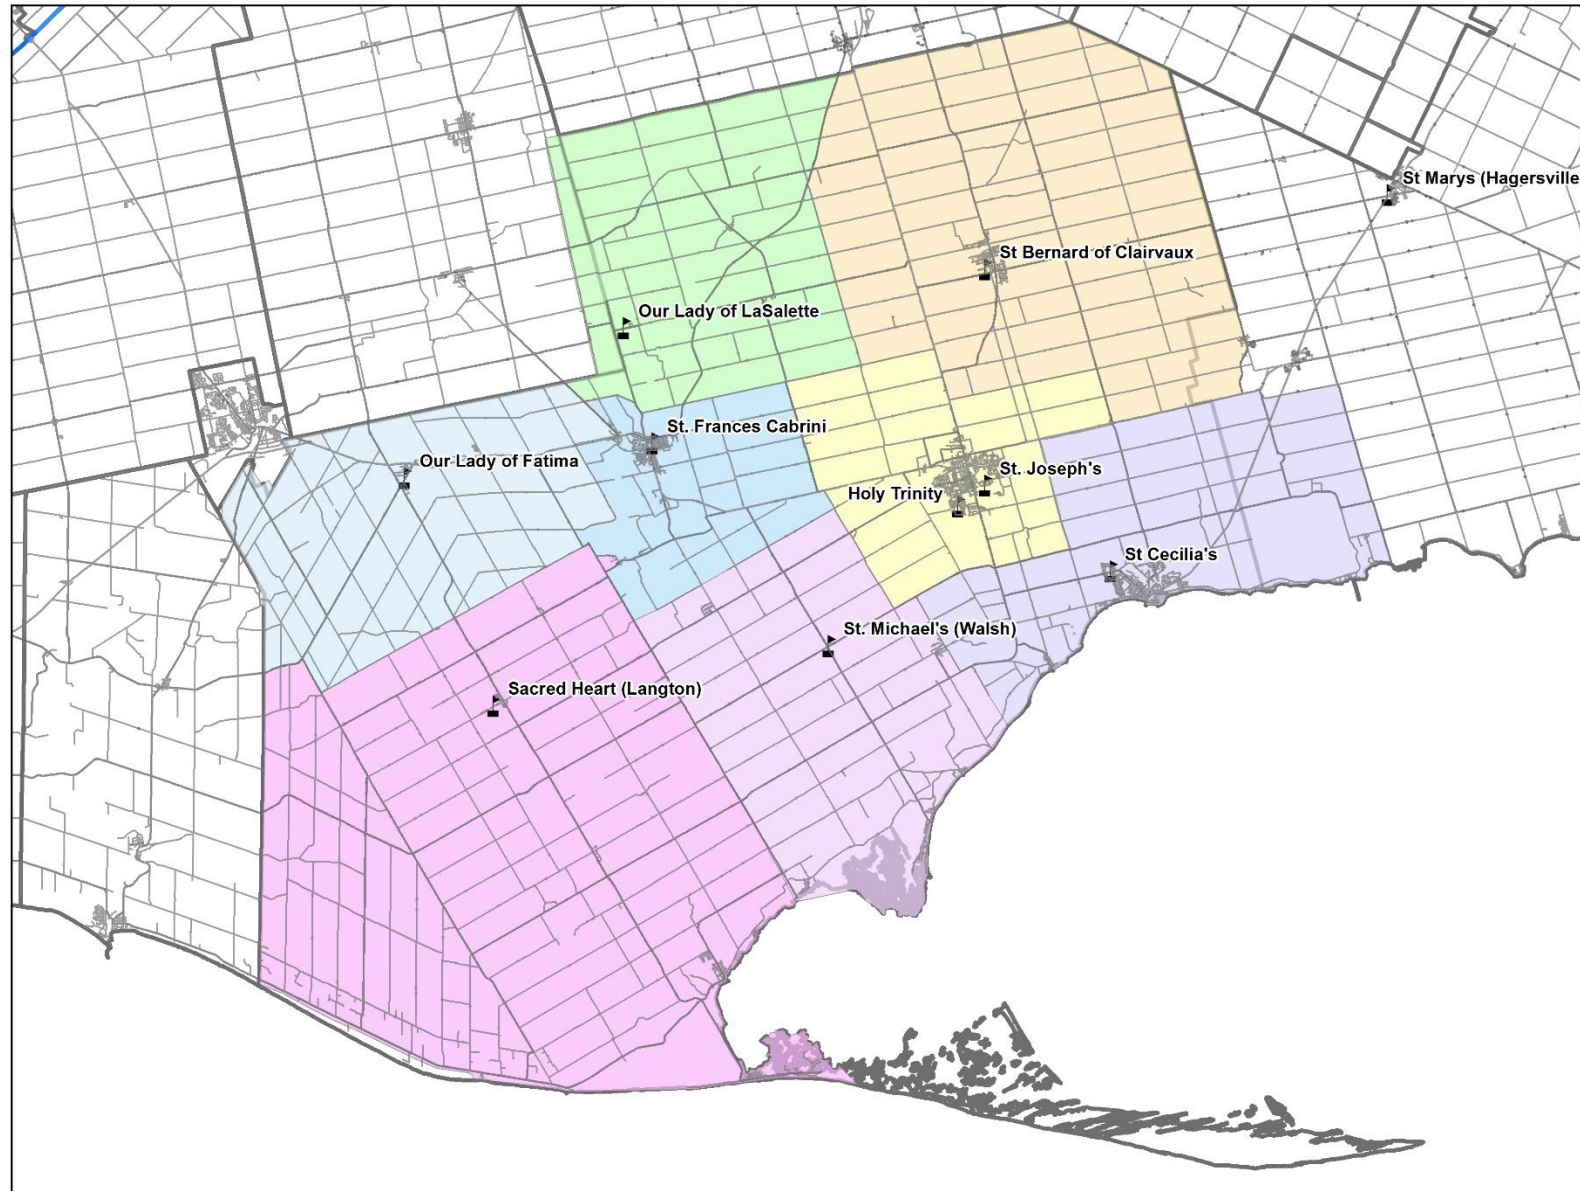 St Marys (Hagersville
St Bernard of Clairvaux
Our Lady of LaSalette
St. Frances Cabrini
Our Lady of Fatima
St. Joseph's
Holy Trinity
St Cecilia's
St. Michael's (Walsh)
Sacred Heart (Langton)